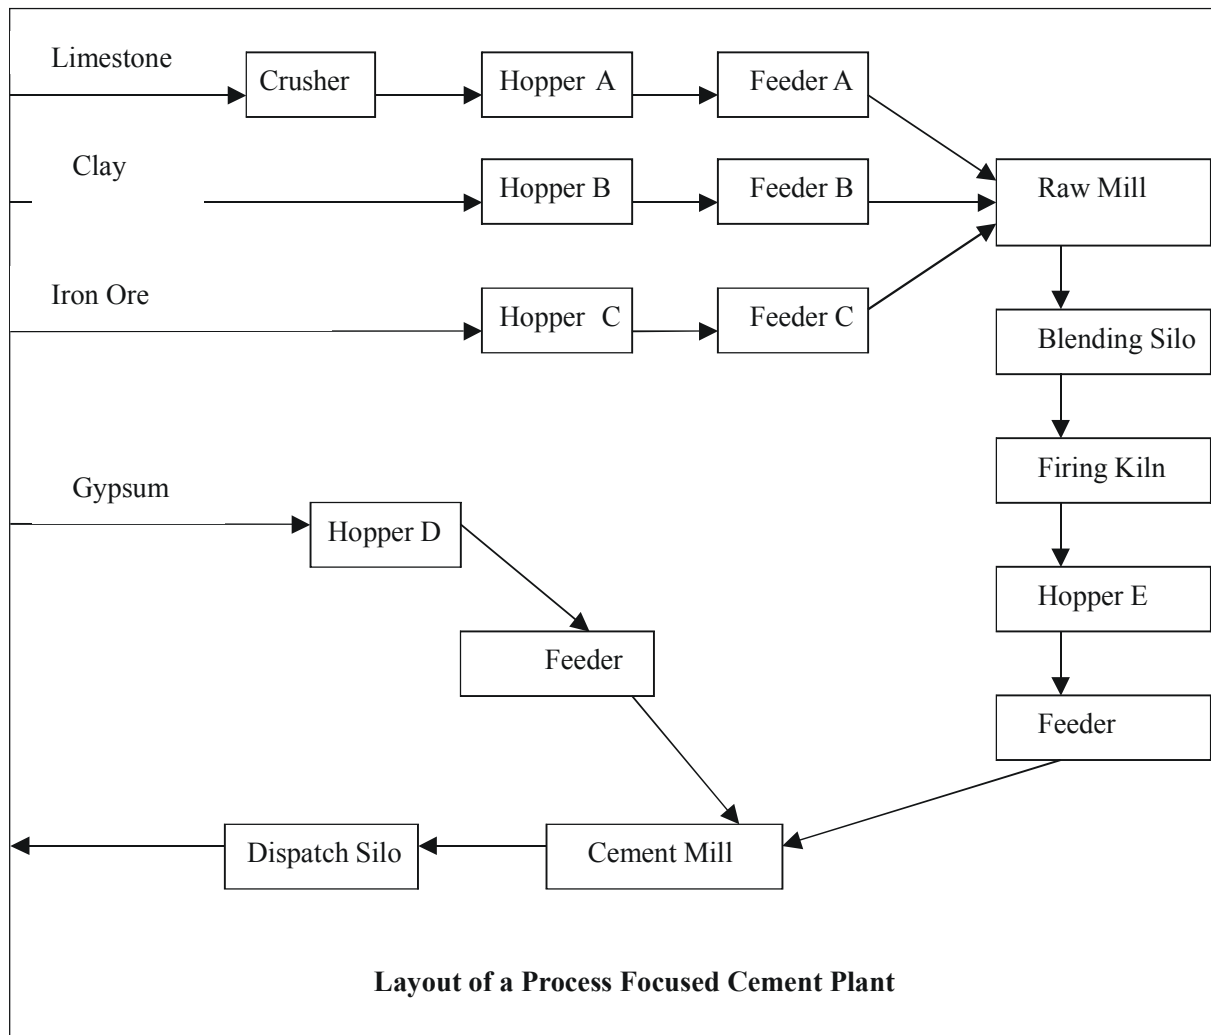 Limestone
Crusher
Hopper A
Feeder A
Clay
Hopper B
Feeder B
Raw Mill
Iron Ore
Hopper C
Feeder C
Blending Silo
Firing Kiln
Gypsum
Hopper D
Hopper E
Feeder
Feeder
Dispatch Silo
Cement Mill
Layout of a Process Focused Cement Plant